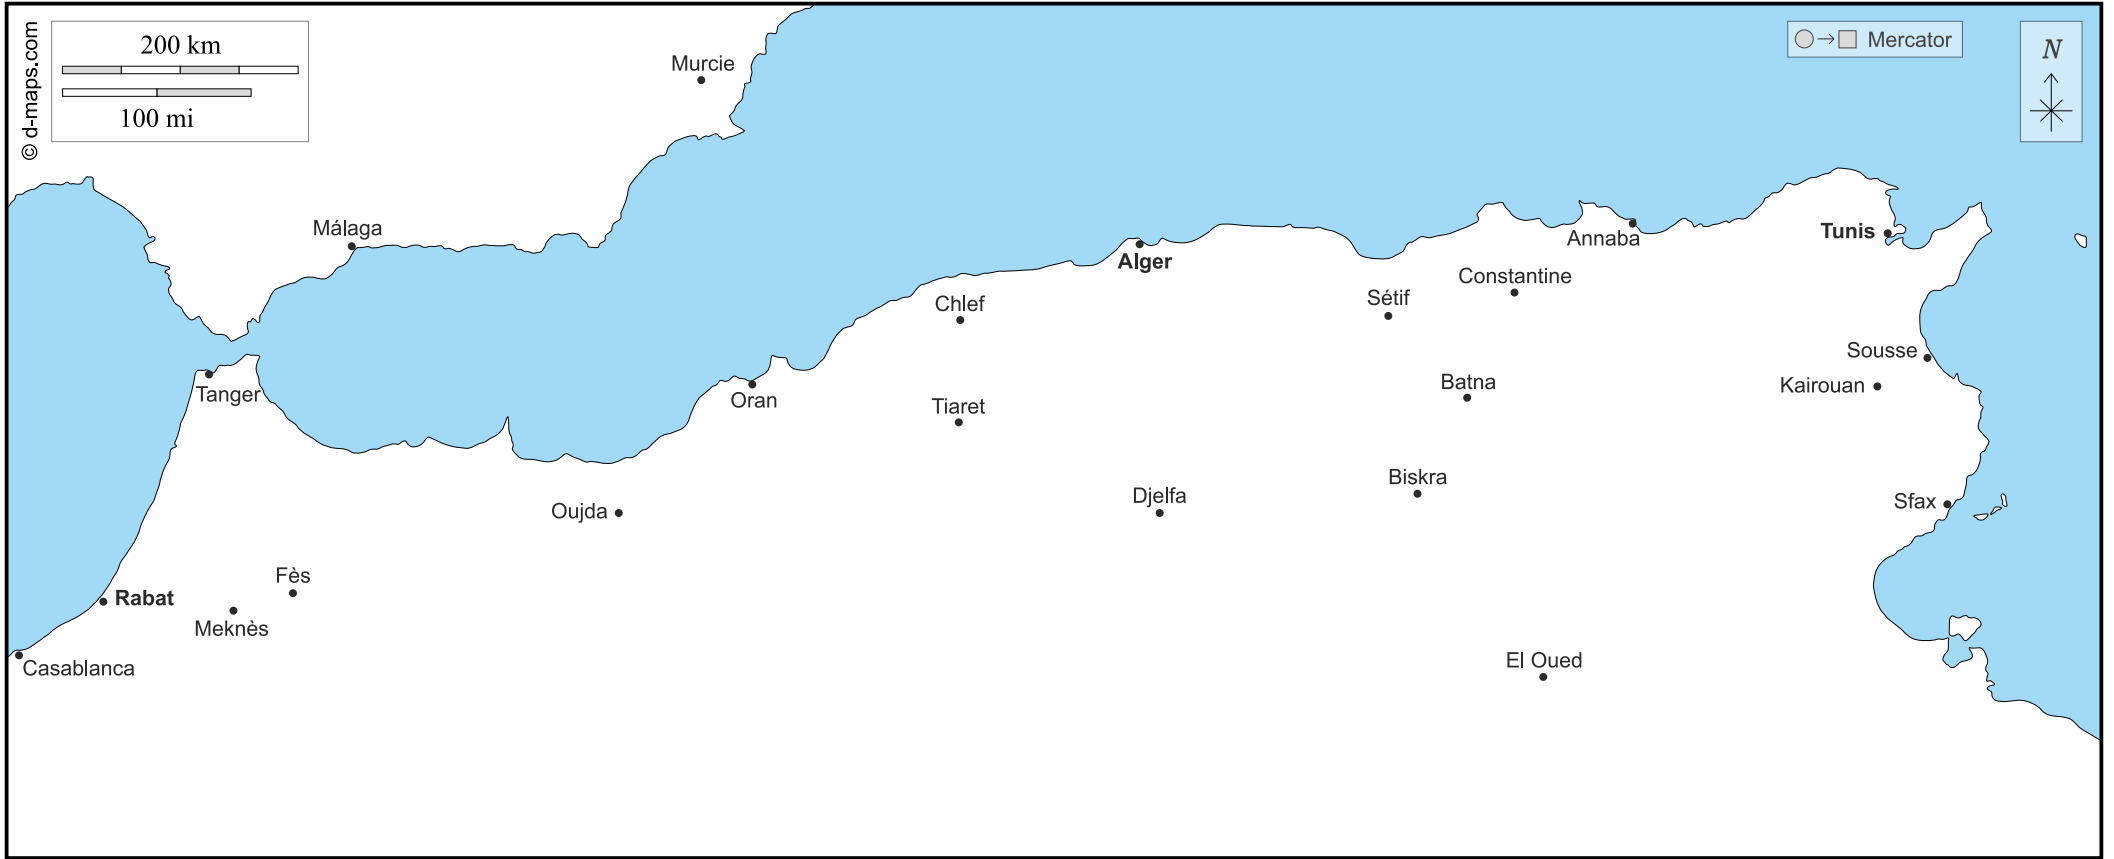 © d-maps.com
200 km
100 mi
Mercator
N
Murcie
Málaga
Tunis
Annaba
Alger
Constantine
Sétif
Chlef
Sousse
Batna
Kairouan
Tanger
Oran
Tiaret
Biskra
Djelfa
Sfax
Oujda
Fès
Rabat
Meknès
El Oued
Casablanca